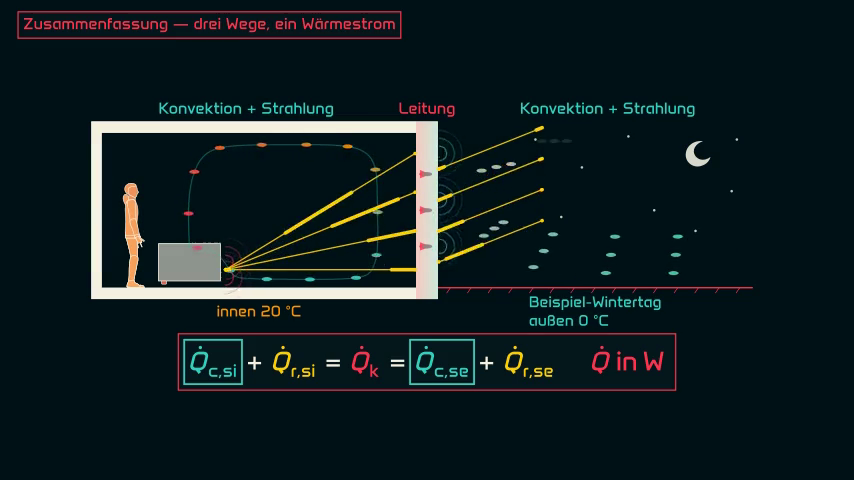 Zusammenfassung — drei Wege, ein Wärmestrom
Konvektion + Strahlung
Leitung
Konvektion + Strahlung
innen 20 °C
Beispiel-Wintertag
außen 0 °C
Q̇c,si + Q̇r,si = Q̇k = Q̇c,se + Q̇r,se Q̇ in W